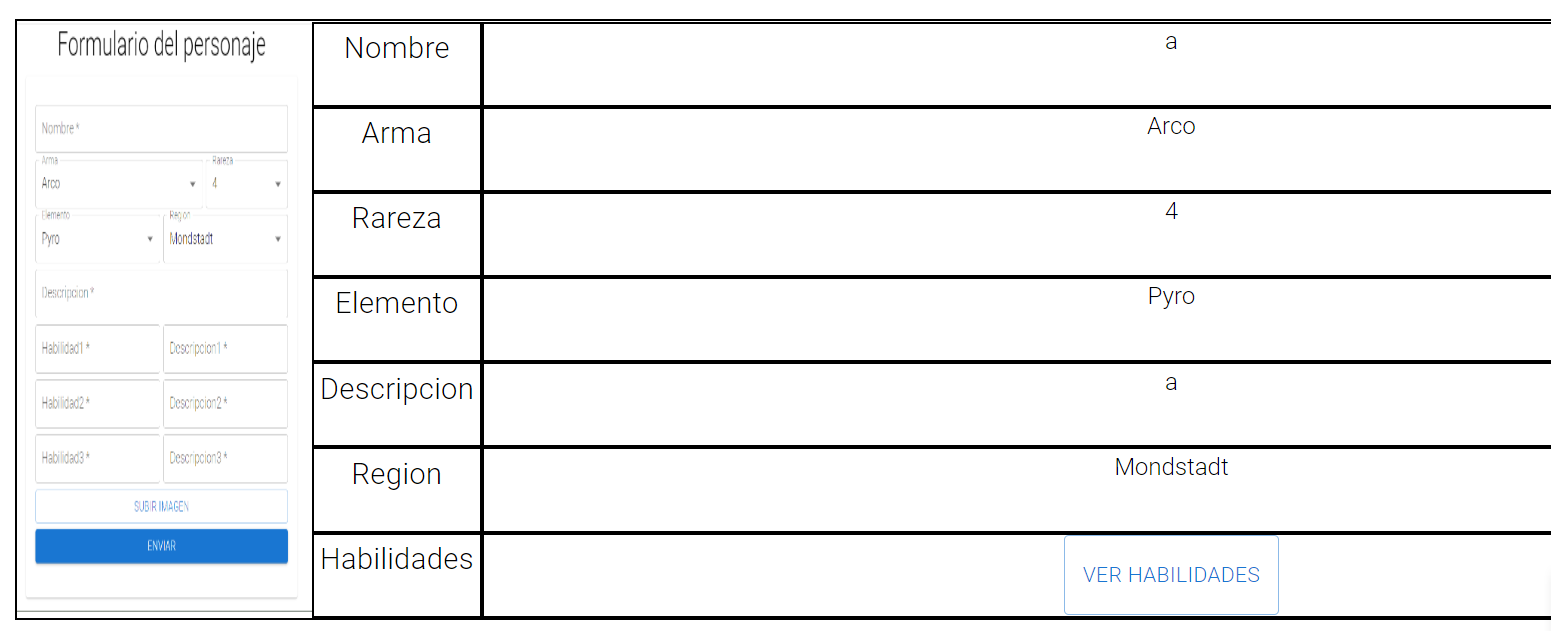 Formulario del personaje
Nombre *
Arma
Rareza
Arco
4
Elemento
Region
Pyro
Mondstadt
Descripcion *
Habilidad1 *
Descripcion1 *
Habilidad2 *
Descripcion2 *
Habilidad3 *
Descripcion3 *
SUBIR IMAGEN
ENVIAR
Nombre
a
Arma
Arco
Rareza
4
Elemento
Pyro
Descripcion
a
Region
Mondstadt
Habilidades
VER HABILIDADES